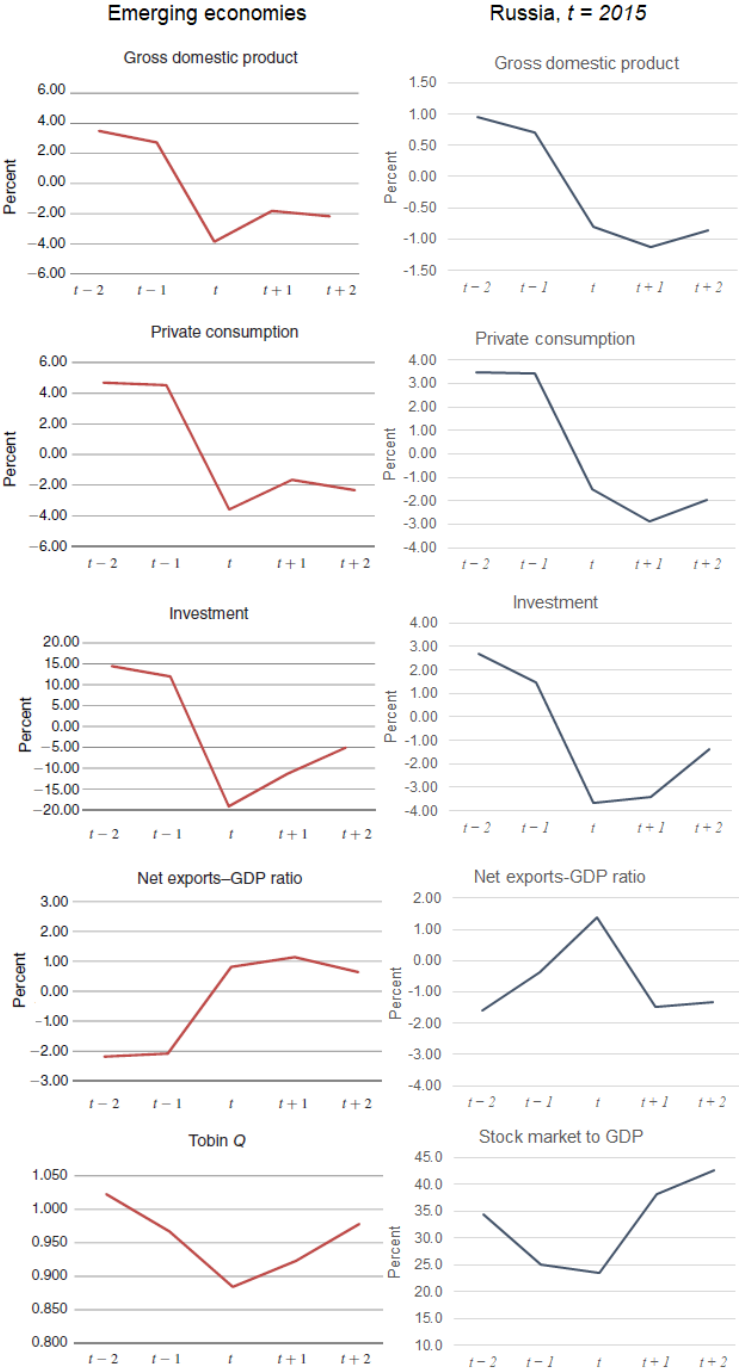 Emerging economies
Russia, t = 2015
Gross domestic product
Percent
6.00
4.00
2.00
0.00
−2.00
−4.00
−6.00
t − 2 t − 1 t t + 1 t + 2
Gross domestic product
Percent
1.50
1.00
0.50
0.00
-0.50
-1.00
-1.50
t − 2 t − 1 t t + 1 t + 2
Private consumption
Percent
6.00
4.00
2.00
0.00
−2.00
−4.00
−6.00
t − 2 t − 1 t t + 1 t + 2
Private consumption
Percent
4.00
3.00
2.00
1.00
0.00
-1.00
-2.00
-3.00
-4.00
t − 2 t − 1 t t + 1 t + 2
Investment
Percent
20.00
15.00
10.00
5.00
0.00
−5.00
−10.00
−15.00
−20.00
t − 2 t − 1 t t + 1 t + 2
Investment
Percent
4.00
3.00
2.00
1.00
0.00
-1.00
-2.00
-3.00
-4.00
t − 2 t − 1 t t + 1 t + 2
Net exports–GDP ratio
Percent
3.00
2.00
1.00
0.00
−1.00
−2.00
−3.00
t − 2 t − 1 t t + 1 t + 2
Net exports-GDP ratio
Percent
2.00
1.00
0.00
-1.00
-2.00
-3.00
-4.00
t − 2 t − 1 t t + 1 t + 2
Tobin Q
1.050
1.000
0.950
0.900
0.850
0.800
t − 2 t − 1 t t + 1 t + 2
Stock market to GDP
Percent
45.0
40.0
35.0
30.0
25.0
20.0
15.0
10.0
t − 2 t − 1 t t + 1 t + 2